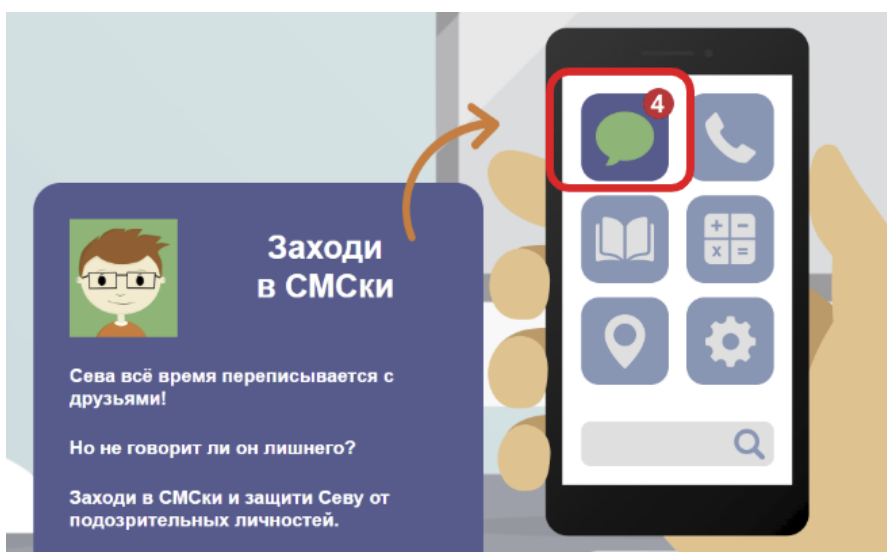 4
Заходи
в СМСки
Сева всё время переписывается с
друзьями!
Но не говорит ли он лишнего?
Заходи в СМСки и защити Севу от
подозрительных личностей.
+ −
x =